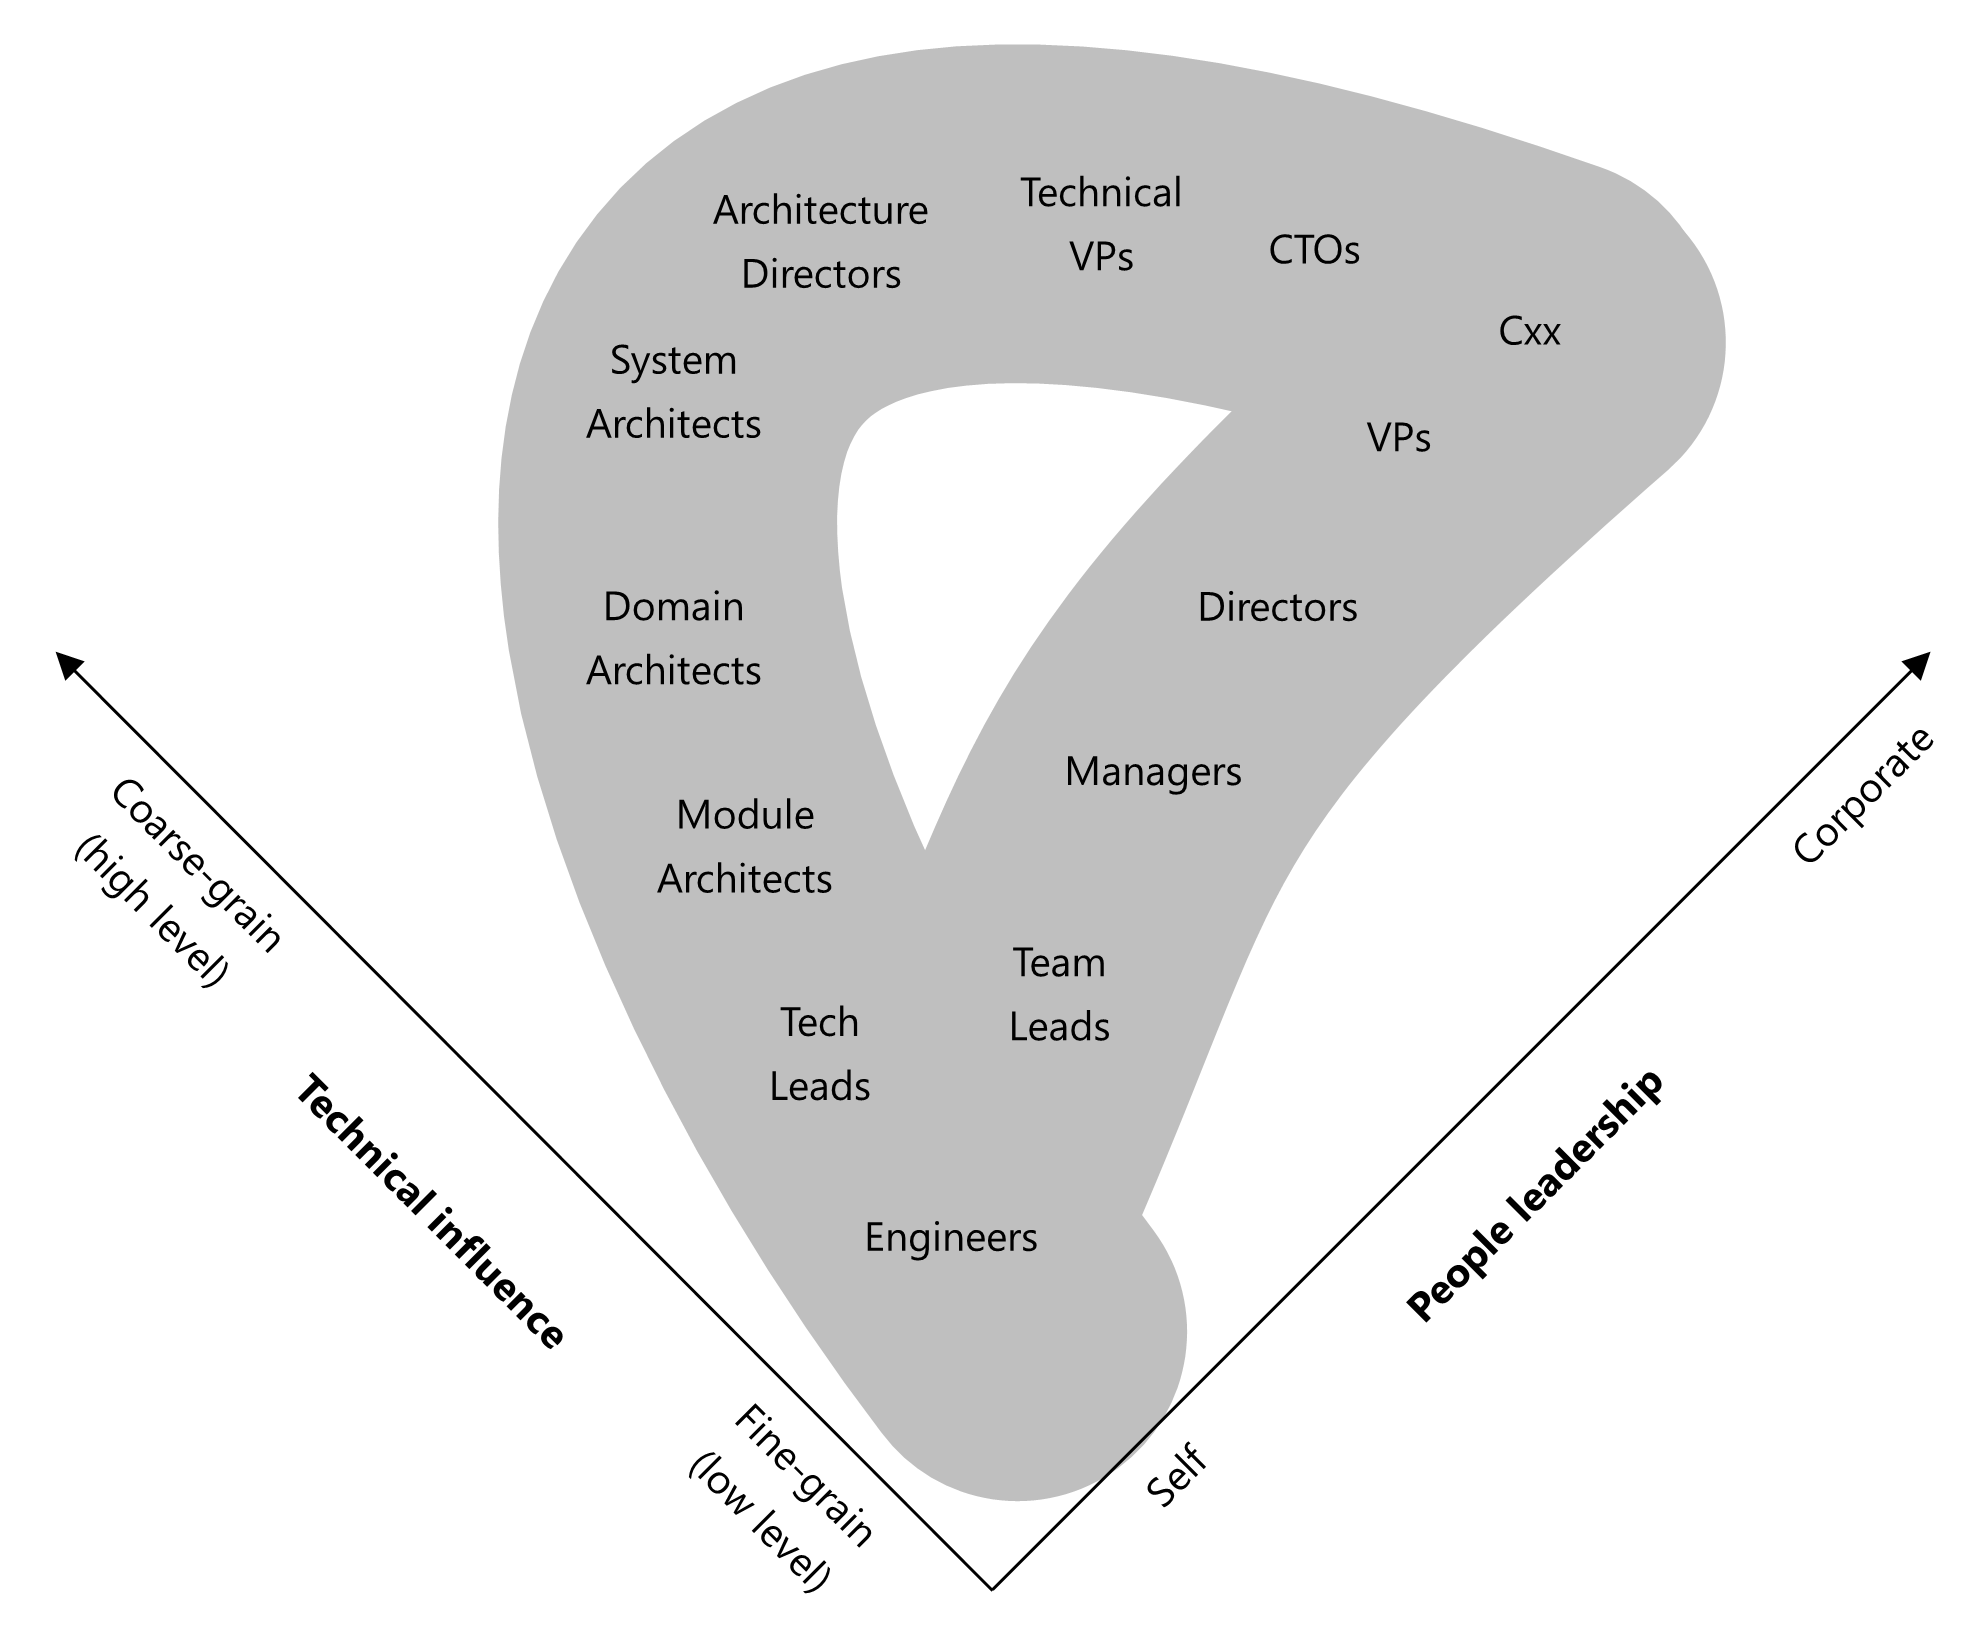 Technical
VPs
Architecture
Directors
CTOs
Cxx
System
Architects
VPs
Domain
Architects
Directors
Managers
Module
Architects
Team
Leads
Tech
Leads
Engineers
Coarse-grain
(high level)
Technical influence
Fine-grain
(low level)
Corporate
People leadership
Self